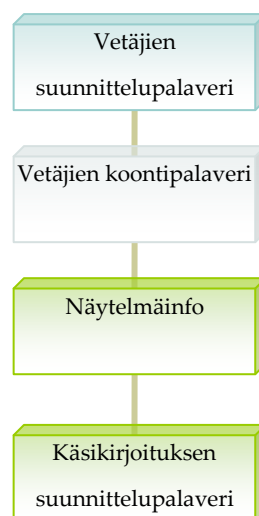 Vetäjien
suunnittelupalaveri
Vetäjien koontipalaveri
Näytelmäinfo
Käsikirjoituksen
suunnittelupalaveri